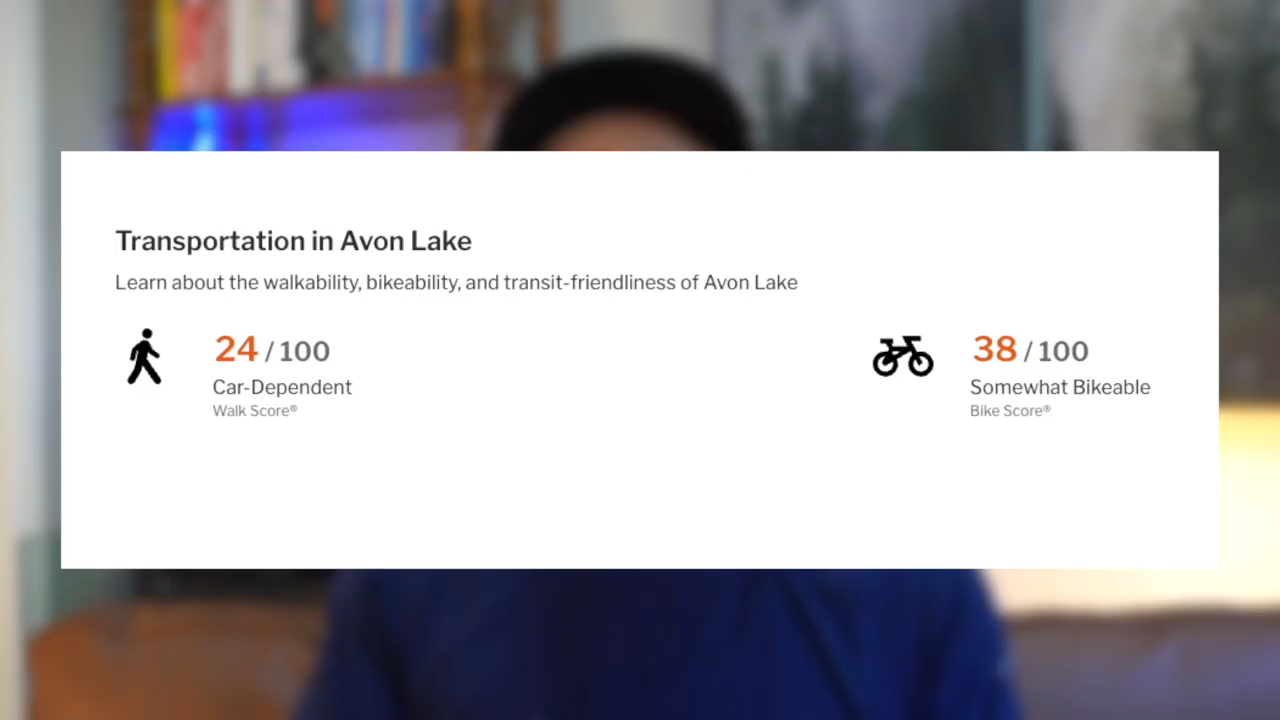 Transportation in Avon Lake
Learn about the walkability, bikeability, and transit-friendliness of Avon Lake
24 / 100
Car-Dependent
Walk Score®
38 / 100
Somewhat Bikeable
Bike Score®